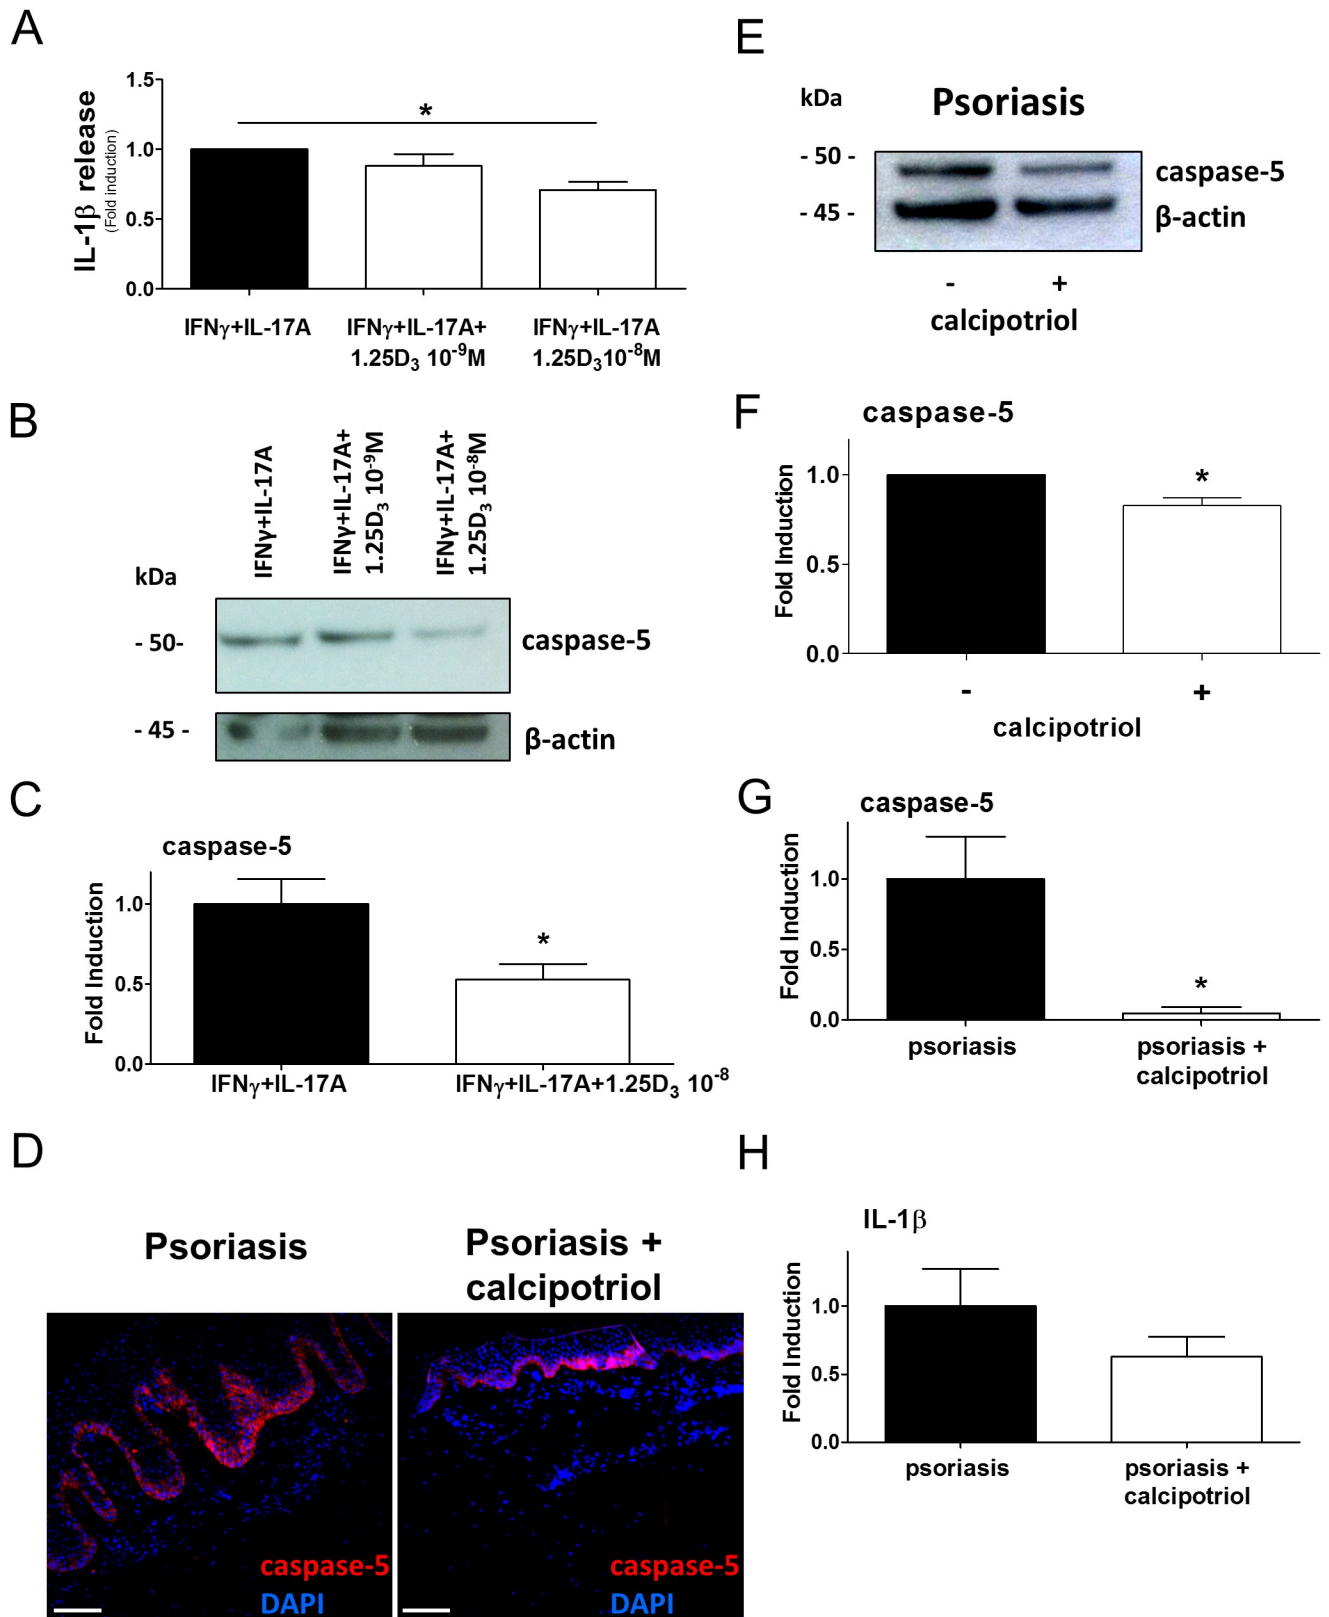 A
IL-1β release
(Fold induction)
1.5
1.0
0.5
0.0
*
IFNγ+IL-17A
IFNγ+IL-17A+
1.25D₃ 10⁻⁹M
IFNγ+IL-17A
1.25D₃10⁻⁸M
B
IFNγ+IL-17A
IFNγ+IL-17A+
1.25D₃ 10⁻⁹M
IFNγ+IL-17A+
1.25D₃ 10⁻⁸M
kDa
- 50-
caspase-5
- 45 -
β-actin
C
caspase-5
Fold Induction
1.0
0.5
0.0
*
IFNγ+IL-17A
IFNγ+IL-17A+1.25D₃ 10⁻⁸
D
Psoriasis
Psoriasis +
calcipotriol
caspase-5
DAPI
caspase-5
DAPI
E
kDa
Psoriasis
- 50 -
caspase-5
- 45 -
β-actin
- +
calcipotriol
F
caspase-5
Fold Induction
1.0
0.5
0.0
*
- +
calcipotriol
G
caspase-5
Fold Induction
1.0
0.5
0.0
*
psoriasis
psoriasis +
calcipotriol
H
IL-1β
Fold Induction
1.0
0.5
0.0
psoriasis
psoriasis +
calcipotriol